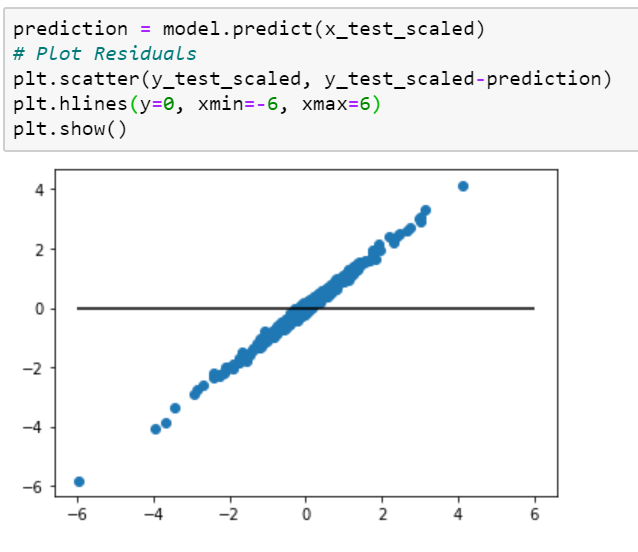 prediction = model.predict(x_test_scaled)
# Plot Residuals
plt.scatter(y_test_scaled, y_test_scaled-prediction)
plt.hlines(y=0, xmin=-6, xmax=6)
plt.show()
4
2
0
−2
−4
−6
−6 −4 −2 0 2 4 6